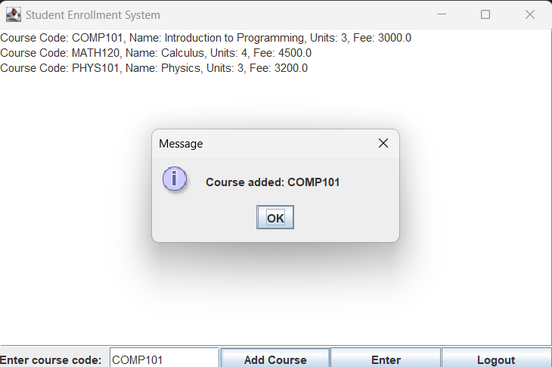 Student Enrollment System
Course Code: COMP101, Name: Introduction to Programming, Units: 3, Fee: 3000.0
Course Code: MATH120, Name: Calculus, Units: 4, Fee: 4500.0
Course Code: PHYS101, Name: Physics, Units: 3, Fee: 3200.0
Message
i
Course added: COMP101
OK
Enter course code: COMP101 Add Course Enter Logout